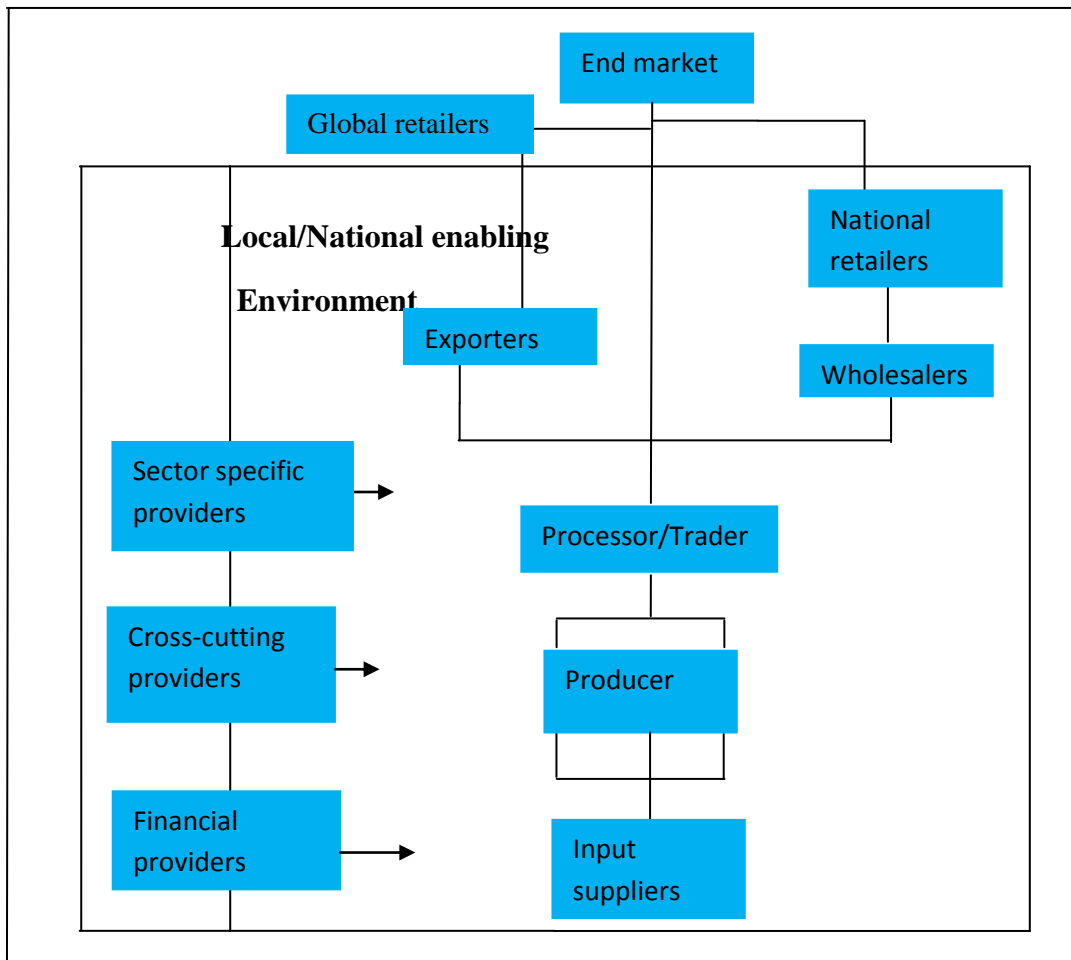 End market
Global retailers
National
retailers
Local/National enabling
Environment
Exporters
Wholesalers
Sector specific
providers
Processor/Trader
Cross-cutting
providers
Producer
Financial
providers
Input
suppliers